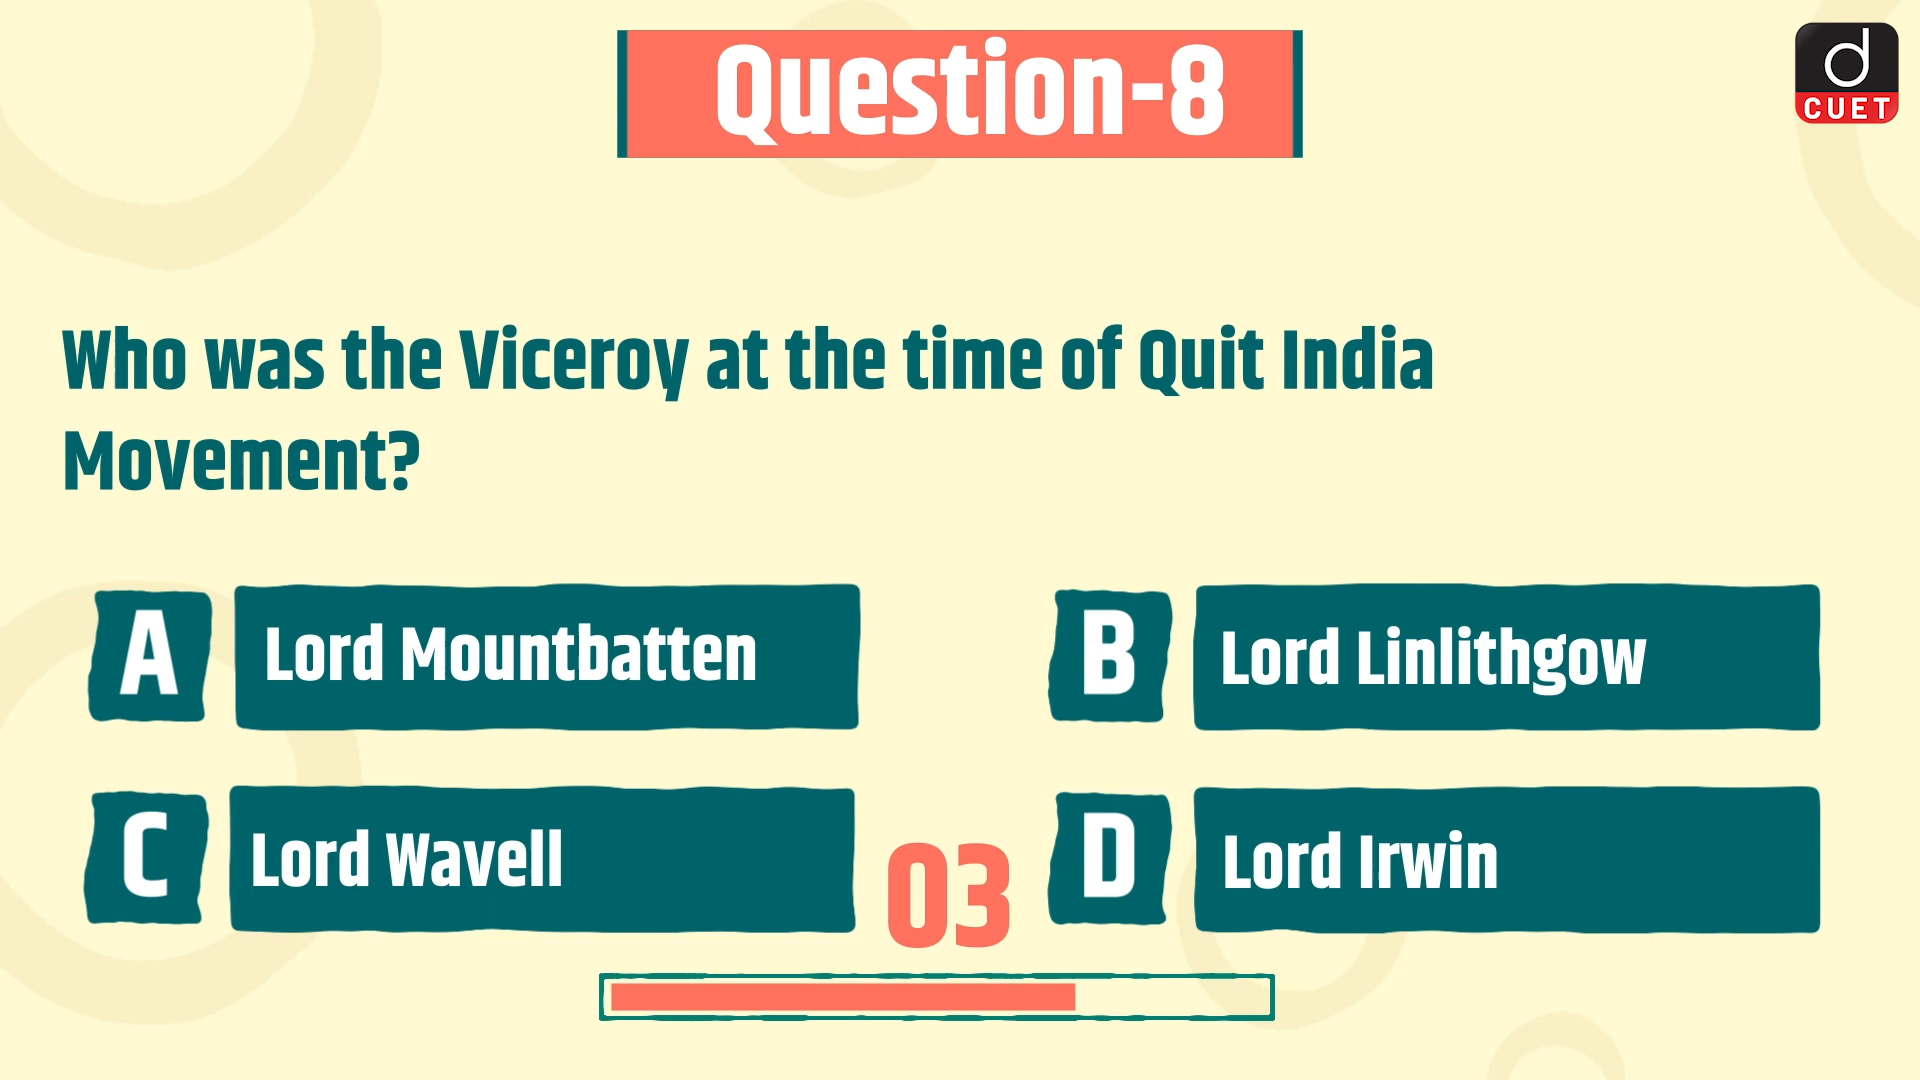 Question-8
d
CUET
Who was the Viceroy at the time of Quit India
Movement?
A Lord Mountbatten
B Lord Linlithgow
C Lord Wavell
D Lord Irwin
03